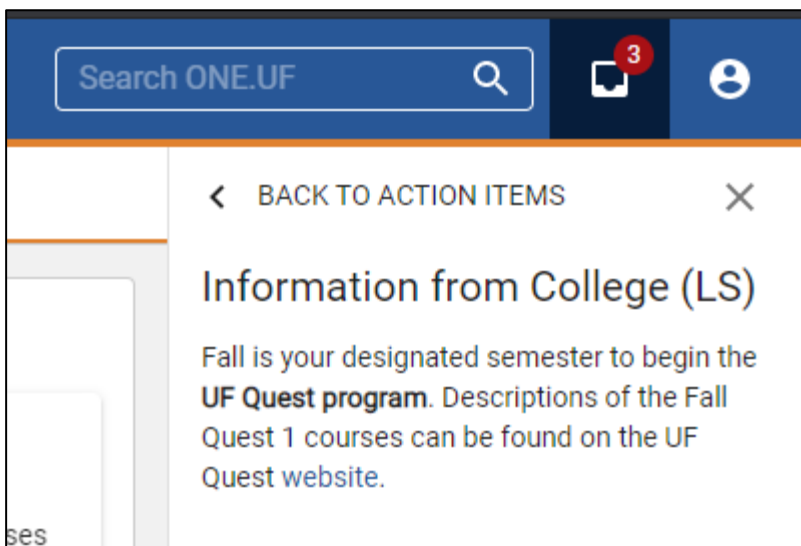 Search ONE.UF
3
BACK TO ACTION ITEMS
Information from College (LS)
Fall is your designated semester to begin the
UF Quest program. Descriptions of the Fall
Quest 1 courses can be found on the UF
Quest website.
ses